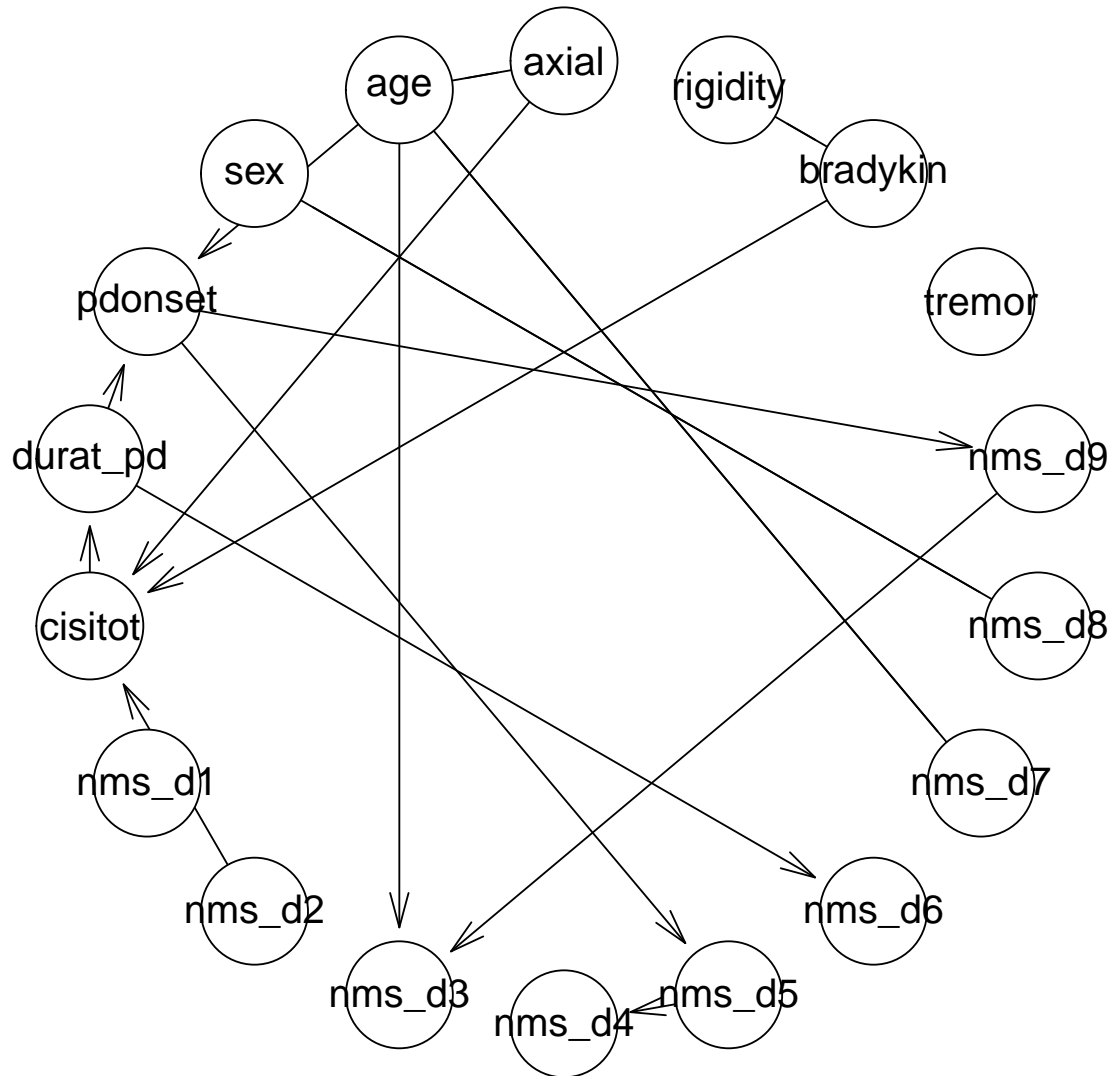 axial
age
rigidity
sex
bradykin
pdonset
tremor
durat_pd
nms_d9
cisitot
nms_d8
nms_d1
nms_d7
nms_d2
nms_d6
nms_d3
nms_d5
nms_d4